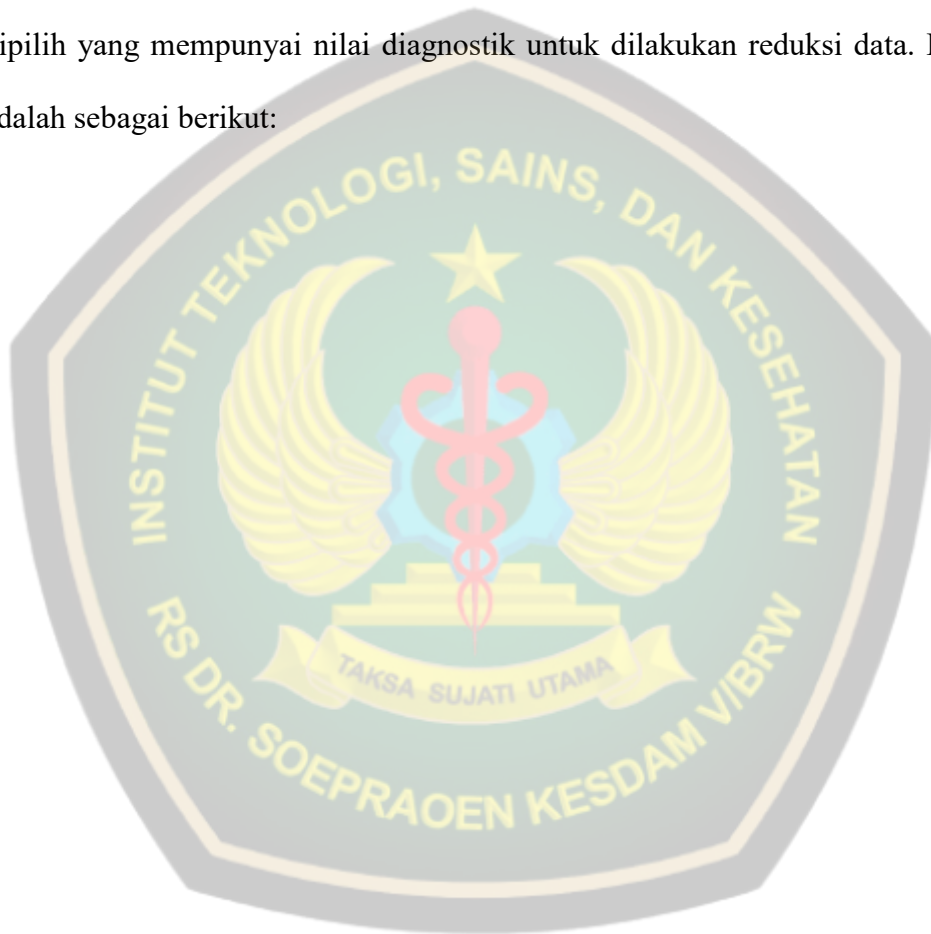 ipilih yang mempunyai nilai diagnostik untuk dilakukan reduksi data.
dalah sebagai berikut:
INSTITUT TEKNOLOGI, SAINS, DAN KESEHATAN
TAKSA SUJATI UTAMA
RS DR. SOEPRAOEN KESDAM V/BRW